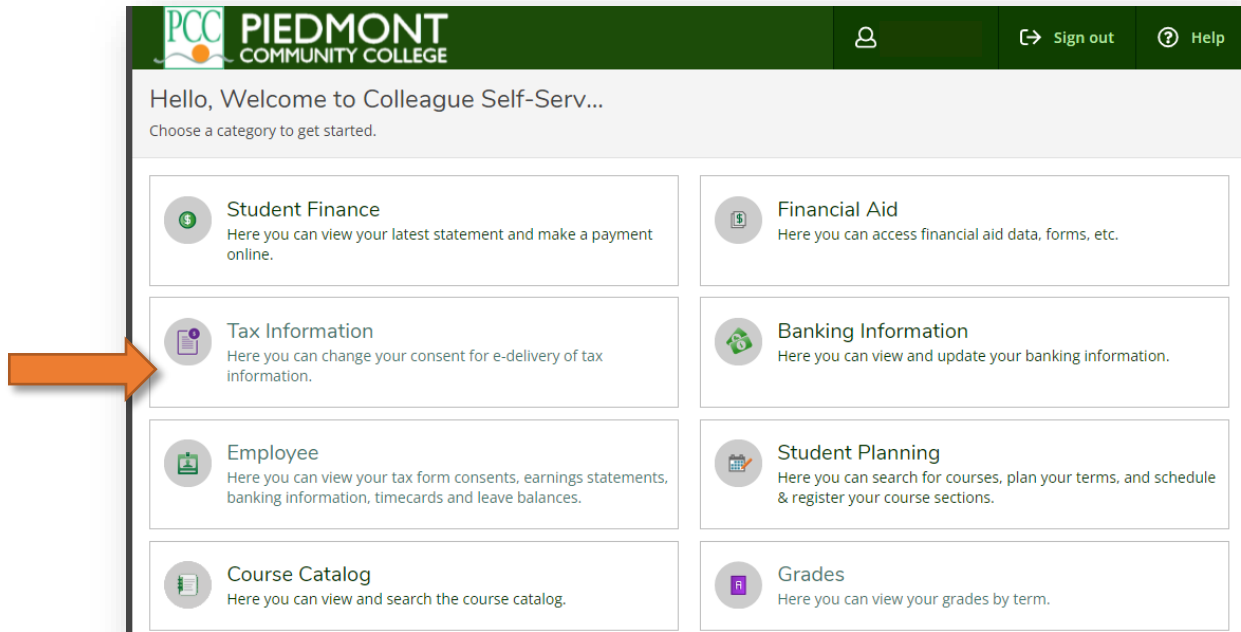 PCC PIEDMONT
COMMUNITY COLLEGE
Sign out
Help
Hello, Welcome to Colleague Self-Serv...
Choose a category to get started.
Student Finance
Here you can view your latest statement and make a payment
online.
Financial Aid
Here you can access financial aid data, forms, etc.
Tax Information
Here you can change your consent for e-delivery of tax
information.
Banking Information
Here you can view and update your banking information.
Employee
Here you can view your tax form consents, earnings statements,
banking information, timecards and leave balances.
Student Planning
Here you can search for courses, plan your terms, and schedule
& register your course sections.
Course Catalog
Here you can view and search the course catalog.
Grades
Here you can view your grades by term.